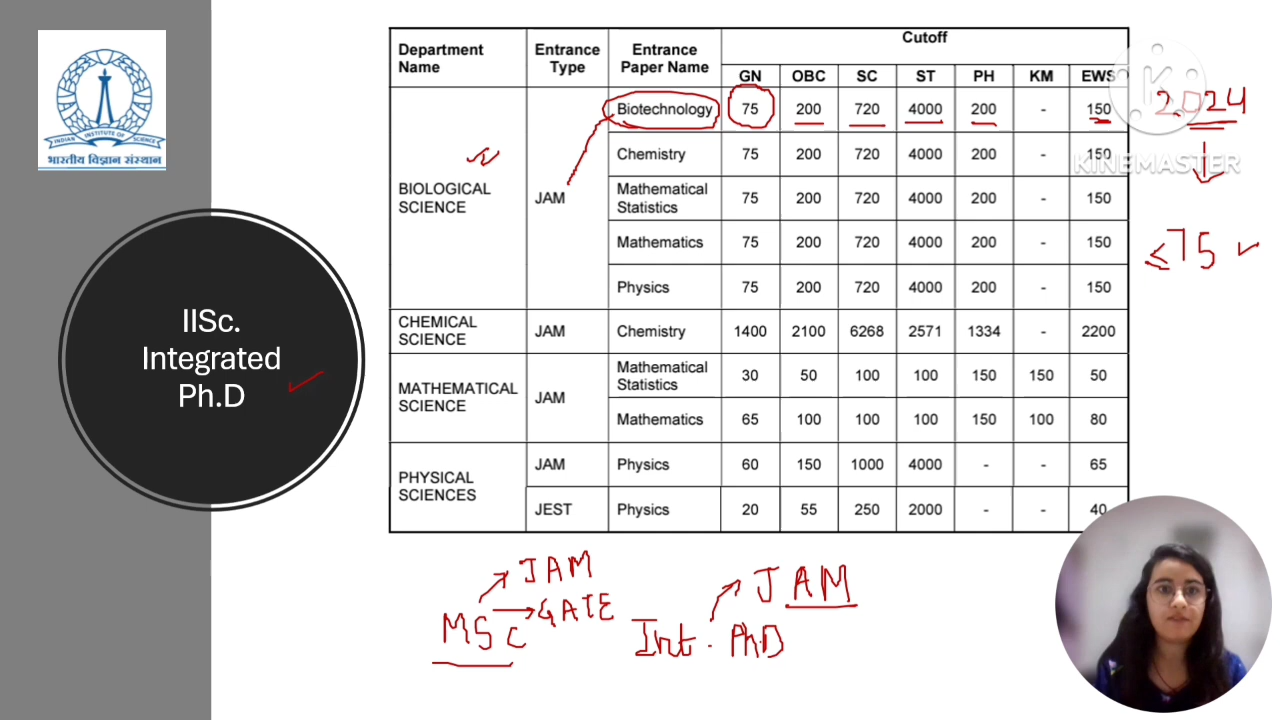 INDIAN INSTITUTE OF SCIENCE
भारतीय विज्ञान संस्थान
IISc.
Integrated
Ph.D
Department Name Entrance Type Entrance Paper Name Cutoff
GN OBC SC ST PH KM EWS
BIOLOGICAL SCIENCE JAM Biotechnology 75 200 720 4000 200 - 150
Chemistry 75 200 720 4000 200 - 150
Mathematical Statistics 75 200 720 4000 200 - 150
Mathematics 75 200 720 4000 200 - 150
Physics 75 200 720 4000 200 - 150
CHEMICAL SCIENCE JAM Chemistry 1400 2100 6268 2571 1334 - 2200
MATHEMATICAL SCIENCE JAM Mathematical Statistics 30 50 100 100 150 150 50
Mathematics 65 100 100 100 150 100 80
PHYSICAL SCIENCES JAM Physics 60 150 1000 4000 - - 65
JEST Physics 20 55 250 2000 - - 40
2024
KINEMASTER
≤75
JAM
GATE
MSc
JAM
Int. Ph.D